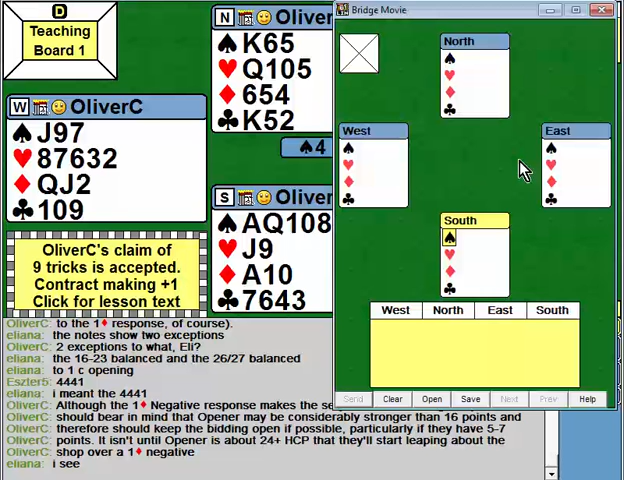 D
Teaching
Board 1
N Oliver
♠K65
♥Q105
♦654
♣K52
W OliverC
♠J97
♥87632
♦QJ2
♣109
♠4
S Oliver
♠AQ108
♥J9
♦A10
♣7643
OliverC's claim of
9 tricks is accepted.
Contract making +1
Click for lesson text
Bridge Movie
North
♠
♥
♦
♣
West
♠
♥
♦
♣
East
♠
♥
♦
♣
South
♠
♥
♦
♣
West North East South
Send Clear Open Save Next Prev Help
OliverC: to the 1♦ response, of course).
eliana: the notes show two exceptions
OliverC: 2 exceptions to what, Eli?
eliana: the 16-23 balanced and the 26/27 balanced
eliana: to 1 c opening
Eszter5: 4441
eliana: i meant the 4441
OliverC: Although the 1♦ Negative response makes the se
OliverC: should bear in mind that Opener may be considerably stronger than 16 points and
OliverC: therefore should keep the bidding open if possible, particularly if they have 5-7
OliverC: points. It isn't until Opener is about 24+ HCP that they'll start leaping about the
OliverC: shop over a 1♦ negative
eliana: i see